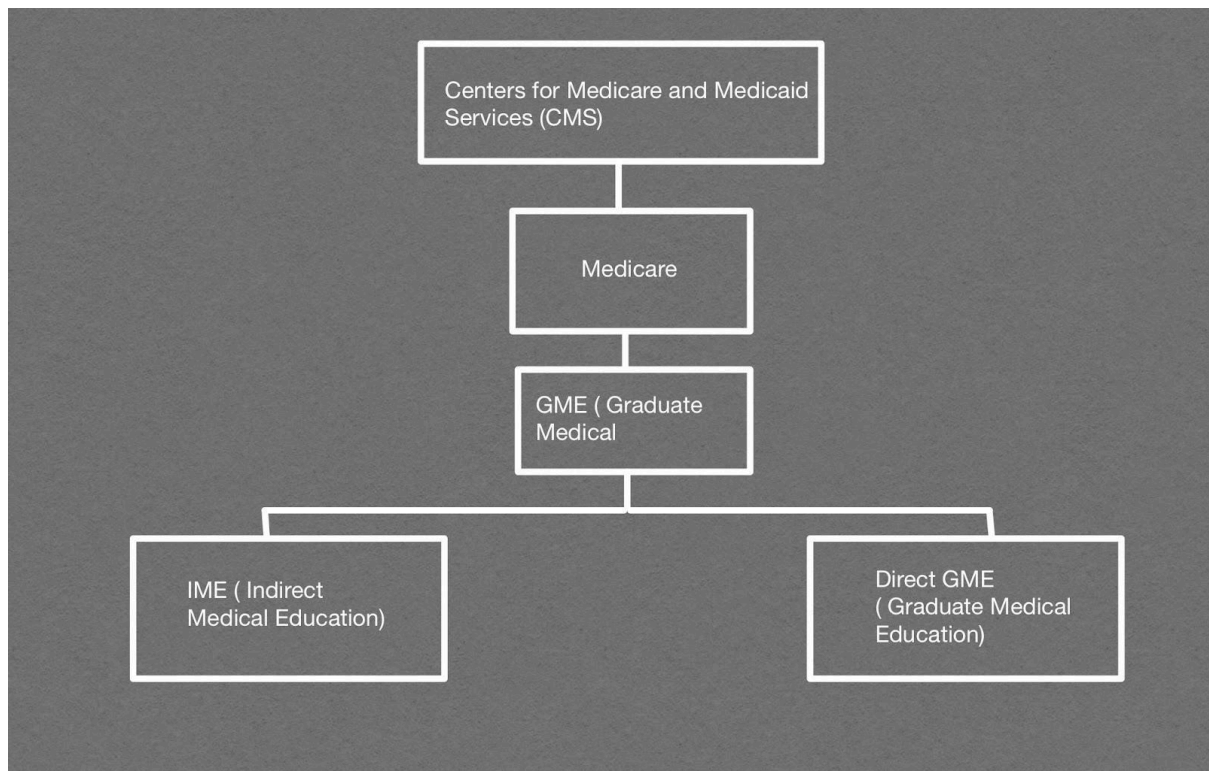 Centers for Medicare and Medicaid
Services (CMS)
Medicare
GME ( Graduate
Medical
IME ( Indirect
Medical Education)
Direct GME
( Graduate Medical
Education)